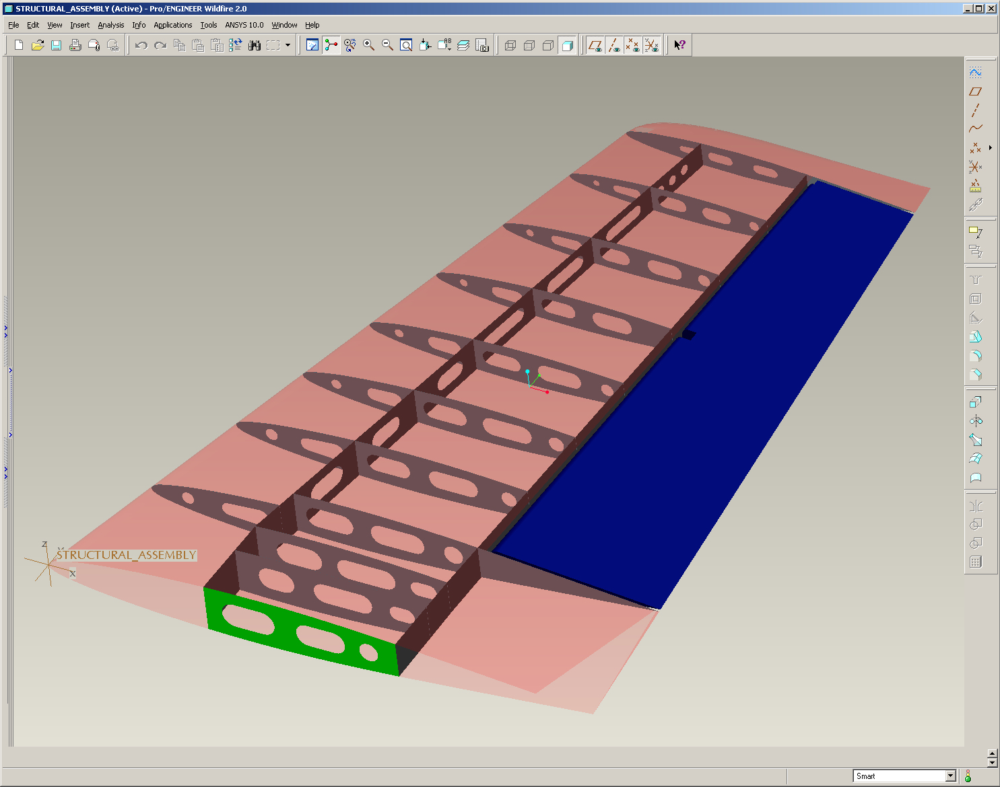 STRUCTURAL_ASSEMBLY (Active) - Pro/ENGINEER Wildfire 2.0
File Edit View Insert Analysis Info Applications Tools ANSYS 10.0 Window Help
Z
STRUCTURAL_ASSEMBLY
X
Smart